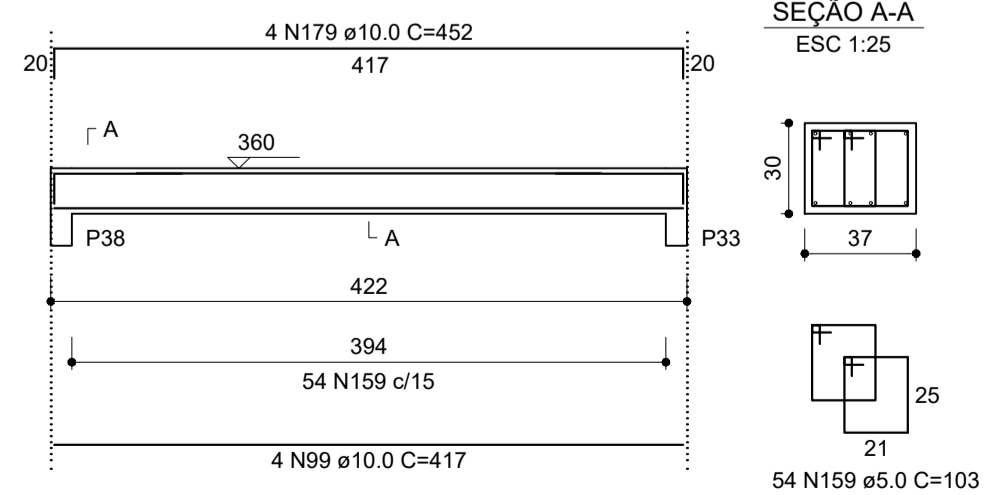 4 N179 ø10.0 C=452
20
417
20
A
360
P38
A
P33
422
394
54 N159 c/15
4 N99 ø10.0 C=417
SEÇÃO A-A
ESC 1:25
30
37
25
21
54 N159 ø5.0 C=103